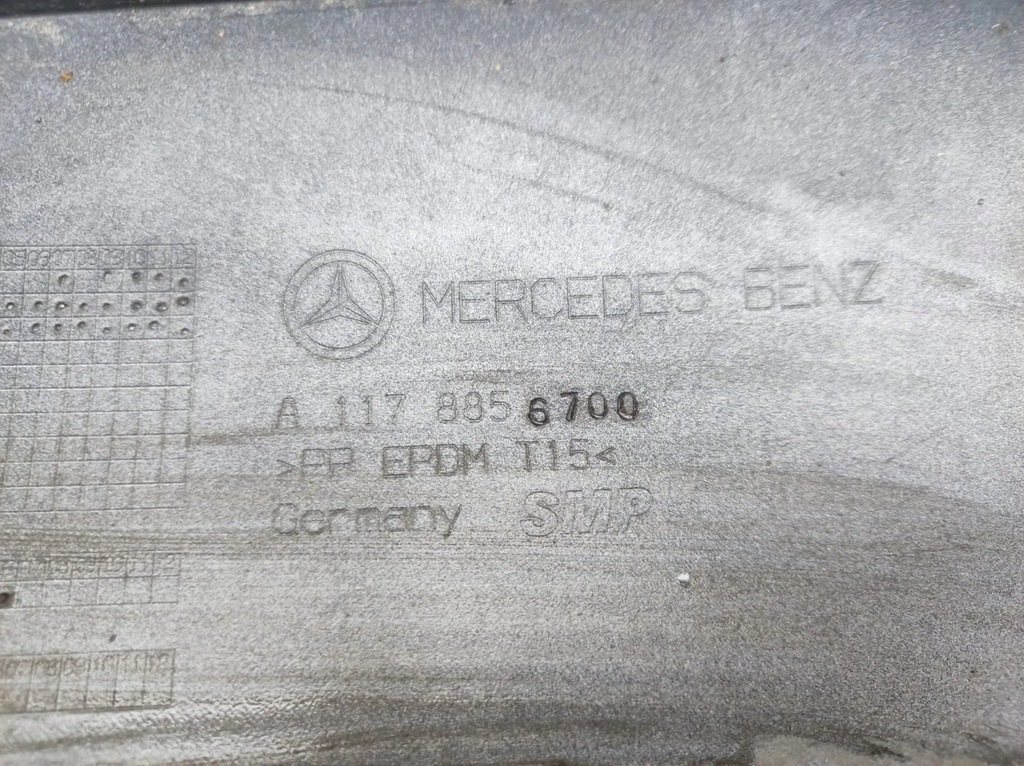 MERCEDES BENZ
A 117 885 6700
>PP EPDM T15<
Germany SMP